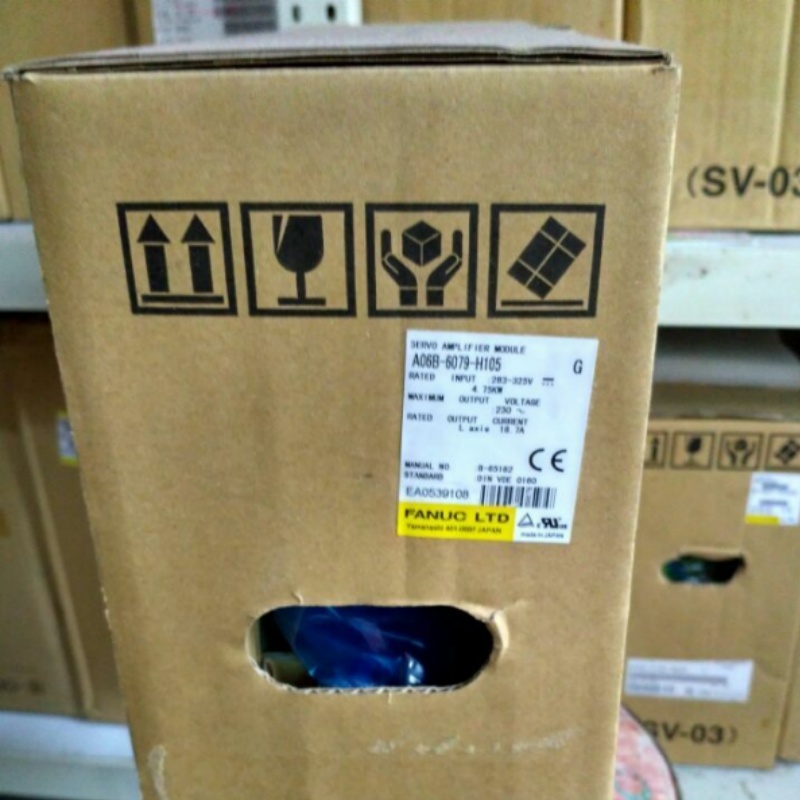 (SV-03
SERVO AMPLIFIER MODULE
A06B-6079-H105 G
RATED INPUT 283-325V
4.75KW
MAXIMUM OUTPUT VOLTAGE
230 ~
RATED OUTPUT CURRENT
L axis 18.7A
MANUAL NO. B-65162
STANDARD DIN VDE 0160
CE
EA0539108
FANUC LTD
Yamanashi 401-0597 JAPAN
made in JAPAN
SV-03)